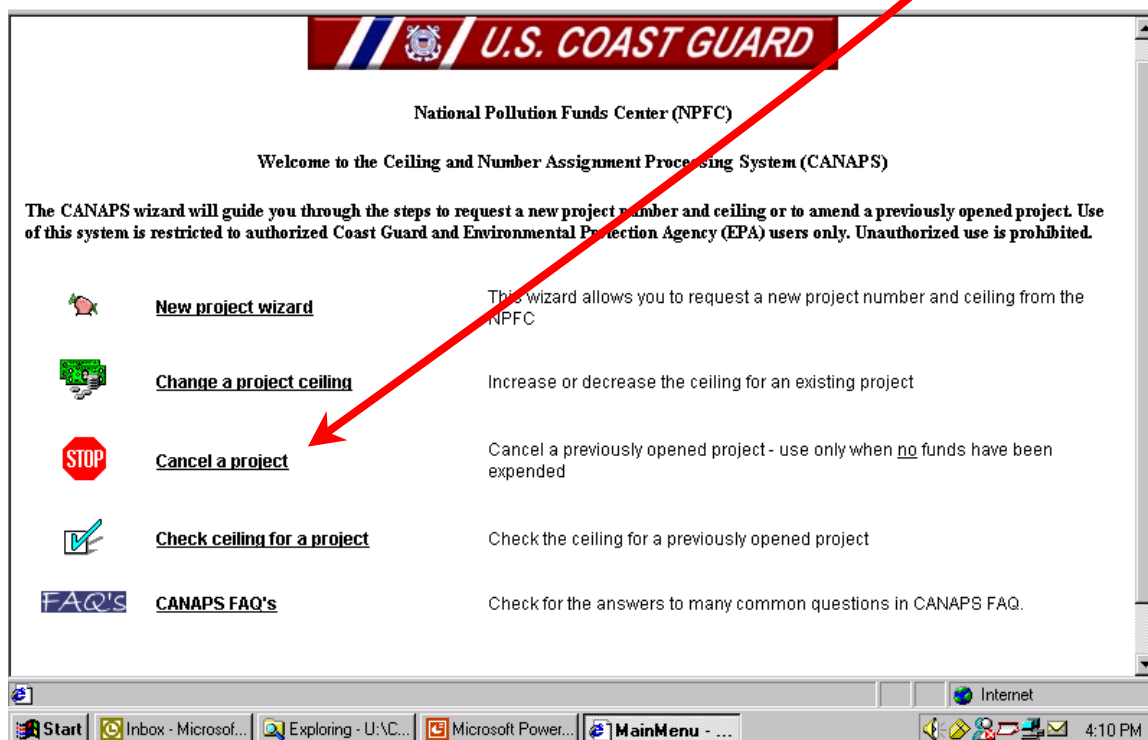 U.S. COAST GUARD
National Pollution Funds Center (NPFC)
Welcome to the Ceiling and Number Assignment Processing System (CANAPS)
The CANAPS wizard will guide you through the steps to request a new project number and ceiling or to amend a previously opened project. Use
of this system is restricted to authorized Coast Guard and Environmental Protection Agency (EPA) users only. Unauthorized use is prohibited.
New project wizard
This wizard allows you to request a new project number and ceiling from the
NPFC
Change a project ceiling
Increase or decrease the ceiling for an existing project
STOP
Cancel a project
Cancel a previously opened project - use only when no funds have been
expended
Check ceiling for a project
Check the ceiling for a previously opened project
FAQ's
CANAPS FAQ's
Check for the answers to many common questions in CANAPS FAQ.
Internet
Start
Inbox - Microsof...
Exploring - U:\C...
Microsoft Power...
MainMenu - ...
4:10 PM